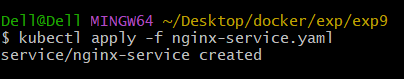 Dell@Dell MINGW64 ~/Desktop/docker/exp/exp9
$ kubectl apply -f nginx-service.yaml
service/nginx-service created